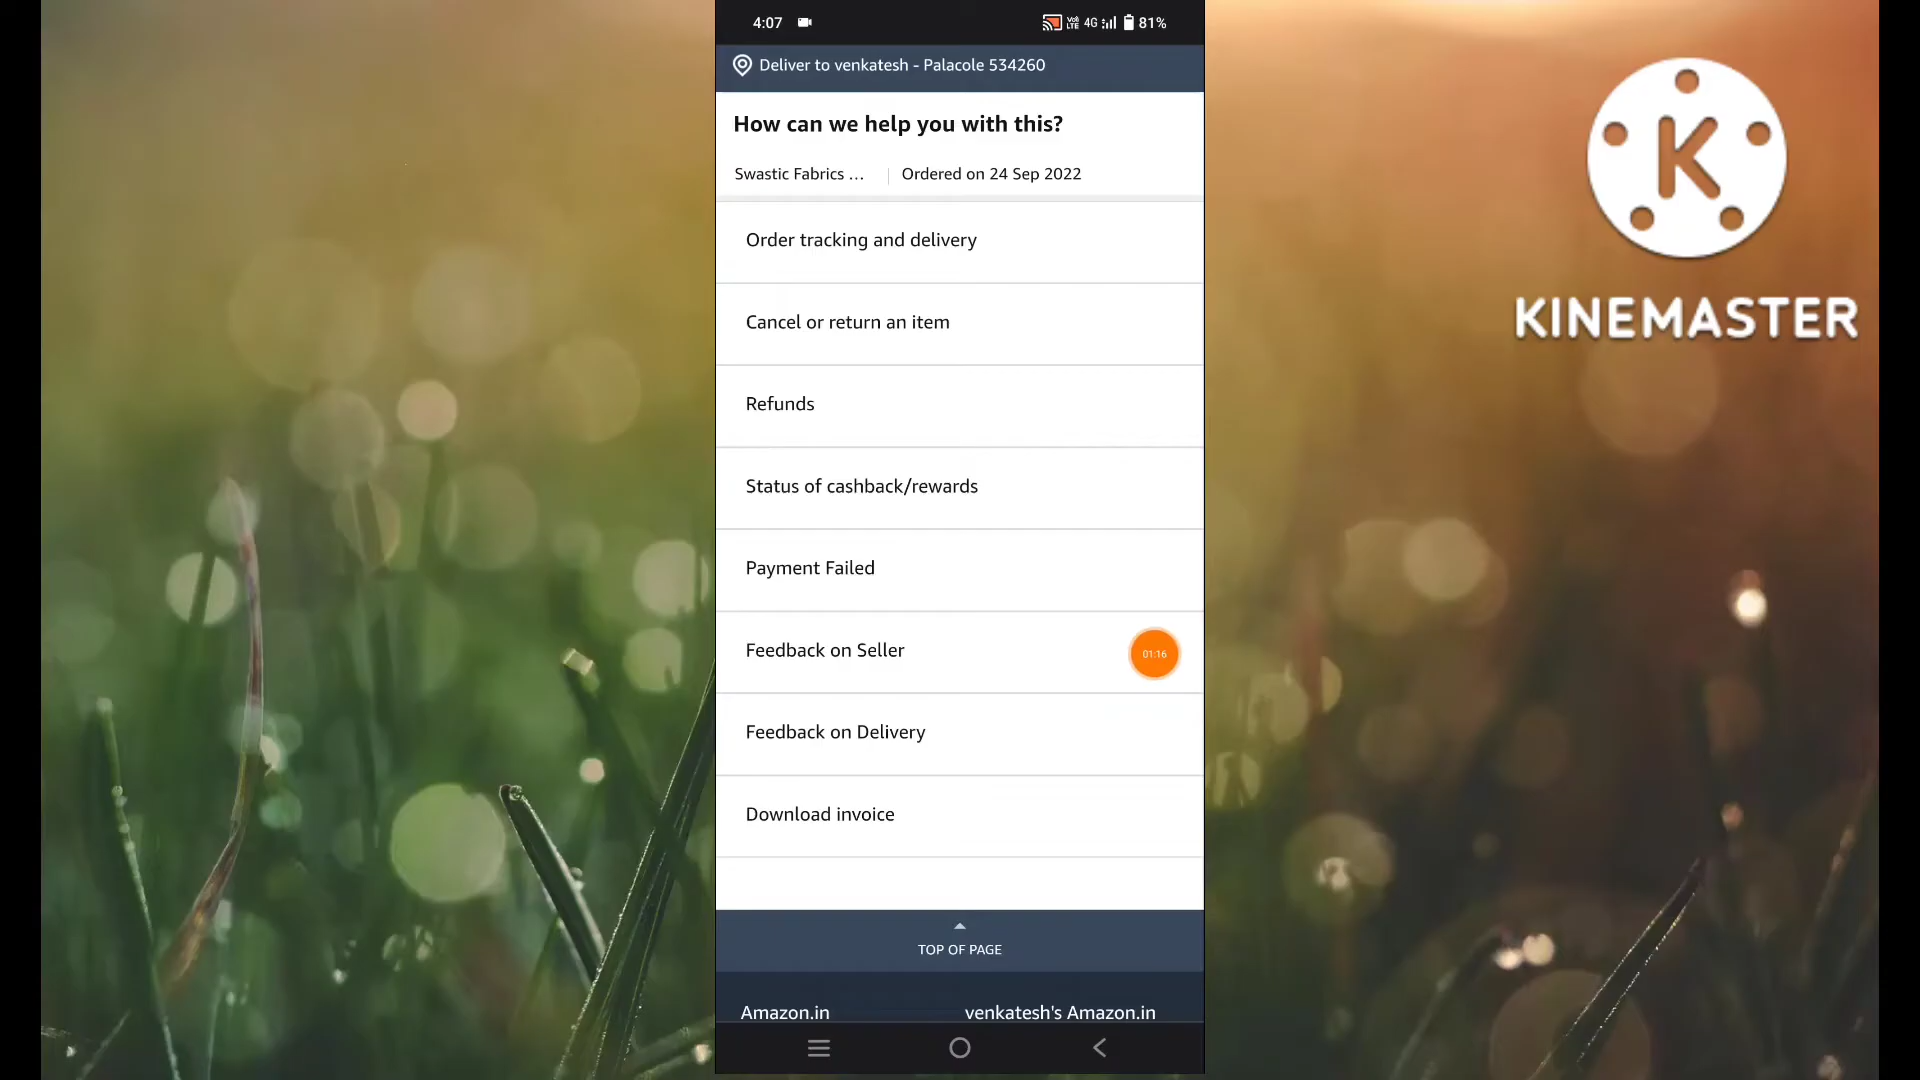 4:07
VoLTE 4G 81%
Deliver to venkatesh - Palacole 534260
How can we help you with this?
Swastic Fabrics ... Ordered on 24 Sep 2022
Order tracking and delivery
Cancel or return an item
Refunds
Status of cashback/rewards
Payment Failed
Feedback on Seller
01:16
Feedback on Delivery
Download invoice
TOP OF PAGE
Amazon.in venkatesh's Amazon.in
K
KINEMASTER